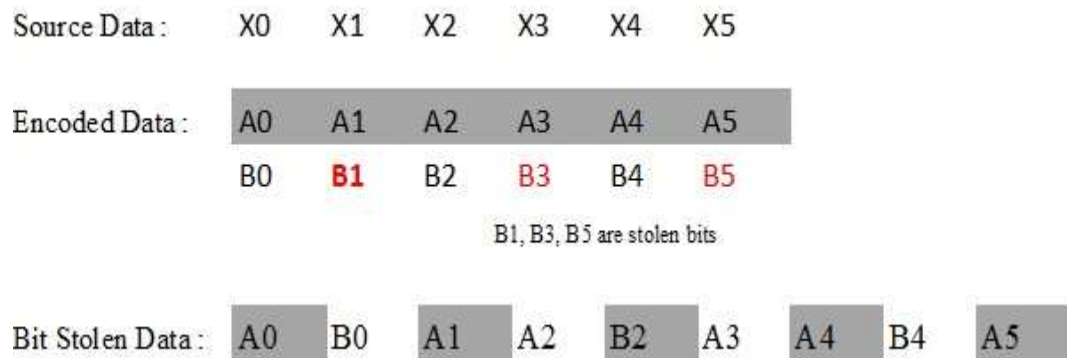 Source Data : X0 X1 X2 X3 X4 X5
Encoded Data : A0 A1 A2 A3 A4 A5
B0 B1 B2 B3 B4 B5
B1, B3, B5 are stolen bits
Bit Stolen Data : A0 B0 A1 A2 B2 A3 A4 B4 A5